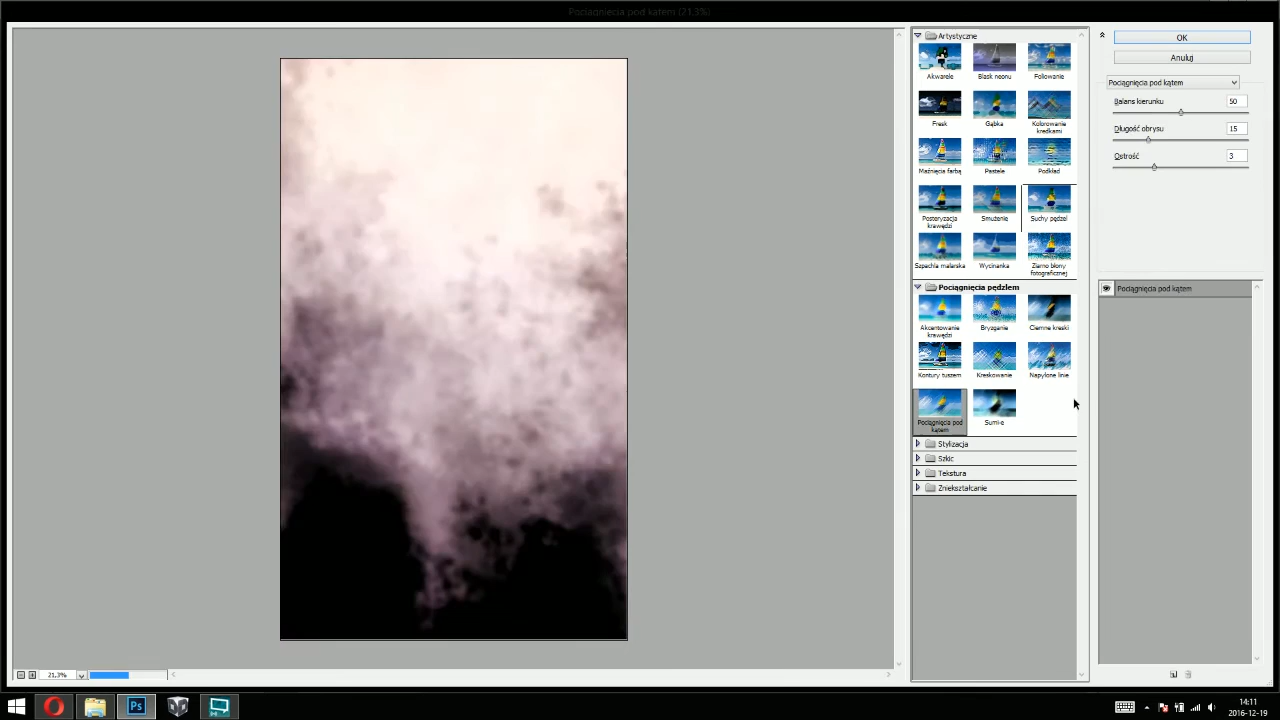 Pociągnięcia pod kątem (21,3%)
Artystyczne
Akwarele
Blask neonu
Foliowanie
Fresk
Gąbka
Kolorowanie
kredkami
Maźnięcia farbą
Pastele
Podkład
Posteryzacja
krawędzi
Smużenie
Suchy pędzel
Szpachla malarska
Wycinanka
Ziarno błony
fotograficznej
Pociągnięcia pędzlem
Akcentowanie
krawędzi
Bryzganie
Ciemne kreski
Kontury tuszem
Kreskowanie
Napylone linie
Pociągnięcia pod
kątem
Sumi-e
Stylizacja
Szkic
Tekstura
Zniekształcanie
OK
Anuluj
Pociągnięcia pod kątem
Balans kierunku
50
Długość obrysu
15
Ostrość
3
Pociągnięcia pod kątem
21,3%
Ps
14:11
2016-12-19